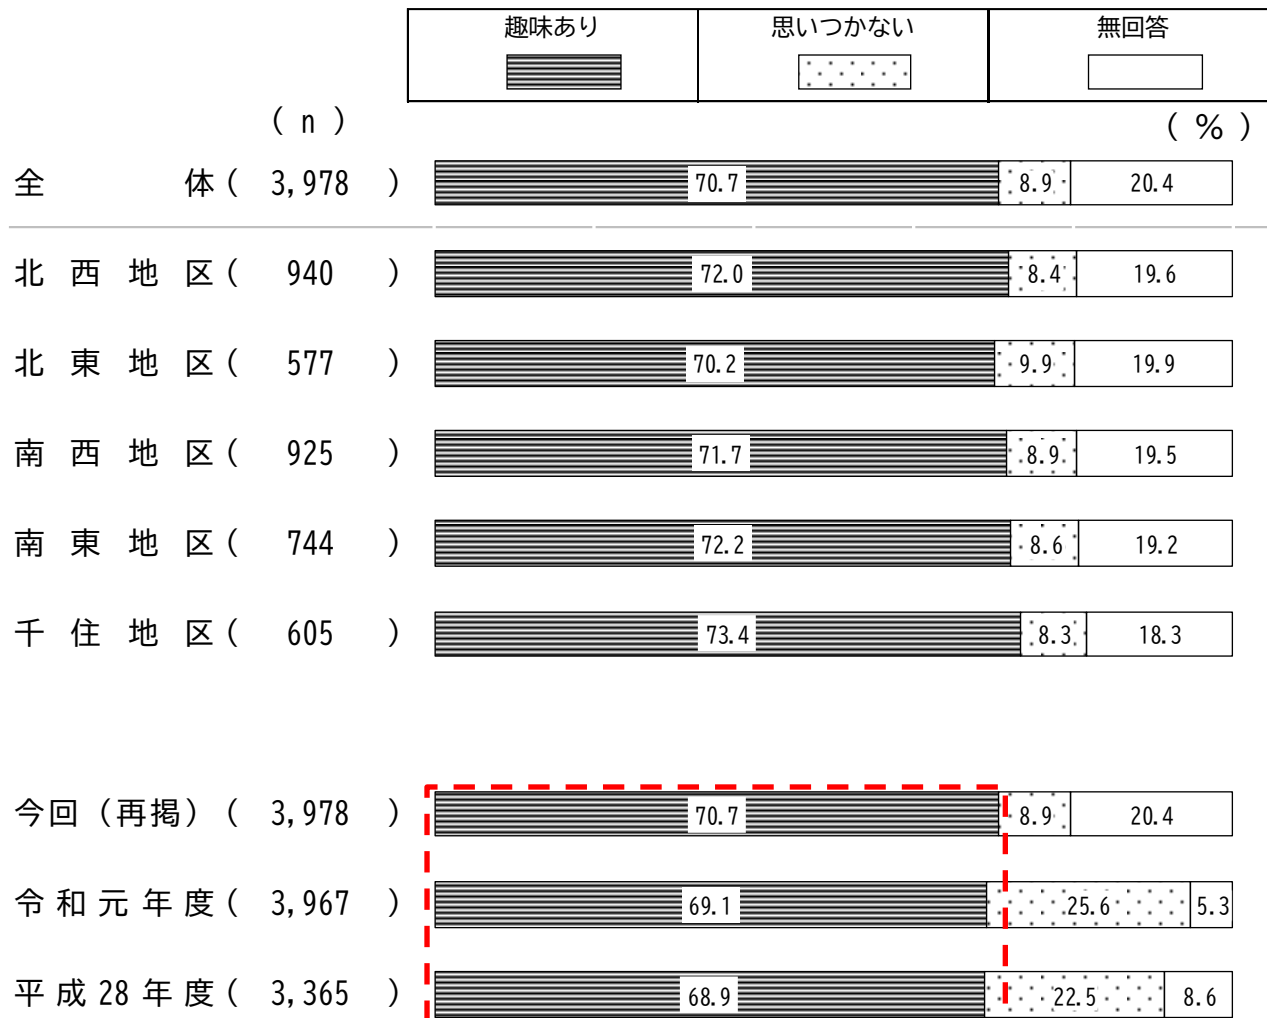 趣味あり 思いつかない 無回答
( n ) ( % )
全体( 3,978 ) 70.7 8.9 20.4
北西地区( 940 ) 72.0 8.4 19.6
北東地区( 577 ) 70.2 9.9 19.9
南西地区( 925 ) 71.7 8.9 19.5
南東地区( 744 ) 72.2 8.6 19.2
千住地区( 605 ) 73.4 8.3 18.3
今回（再掲）( 3,978 ) 70.7 8.9 20.4
令和元年度( 3,967 ) 69.1 25.6 5.3
平成28年度( 3,365 ) 68.9 22.5 8.6